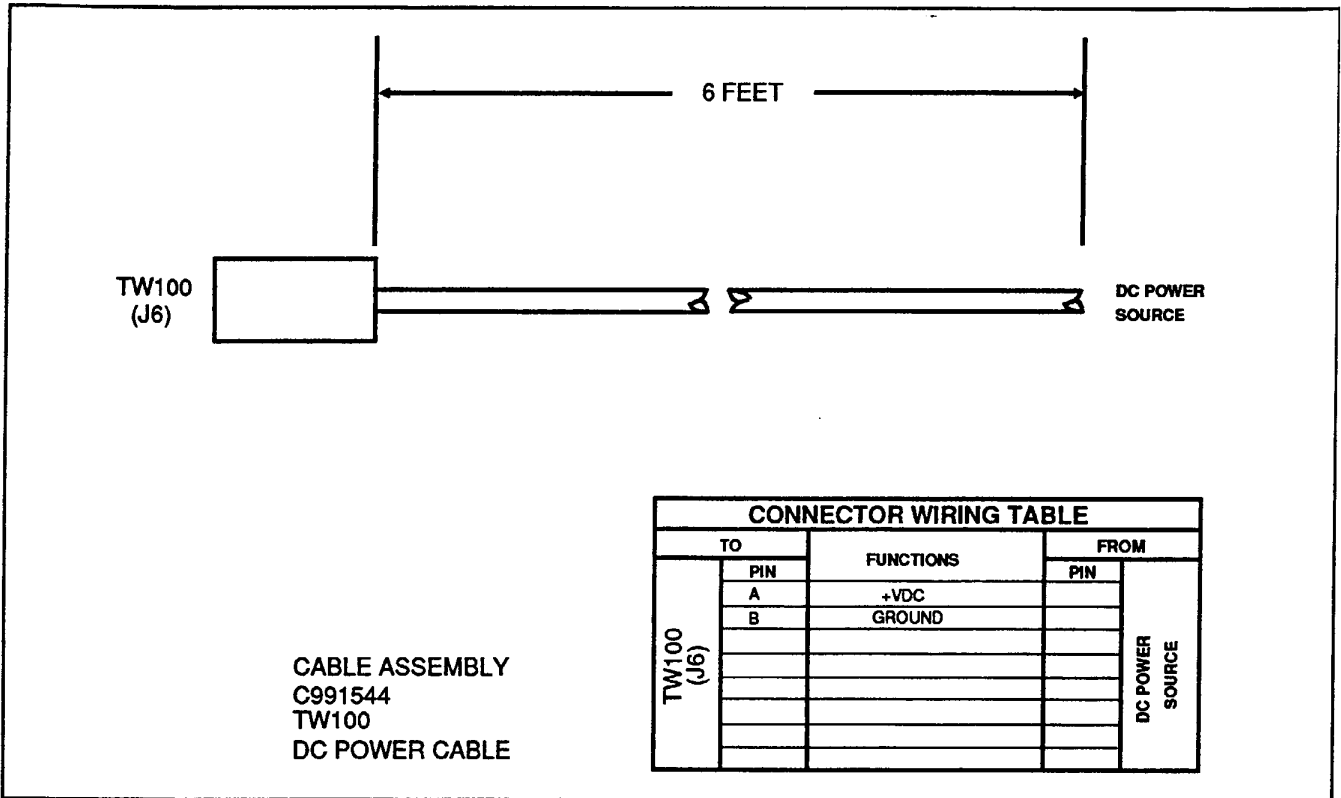 6 FEET
TW100
(J6)
DC POWER
SOURCE
CONNECTOR WIRING TABLE
TO FUNCTIONS FROM
PIN PIN
A +VDC
B GROUND
TW100
(J6)
DC POWER
SOURCE
CABLE ASSEMBLY
C991544
TW100
DC POWER CABLE